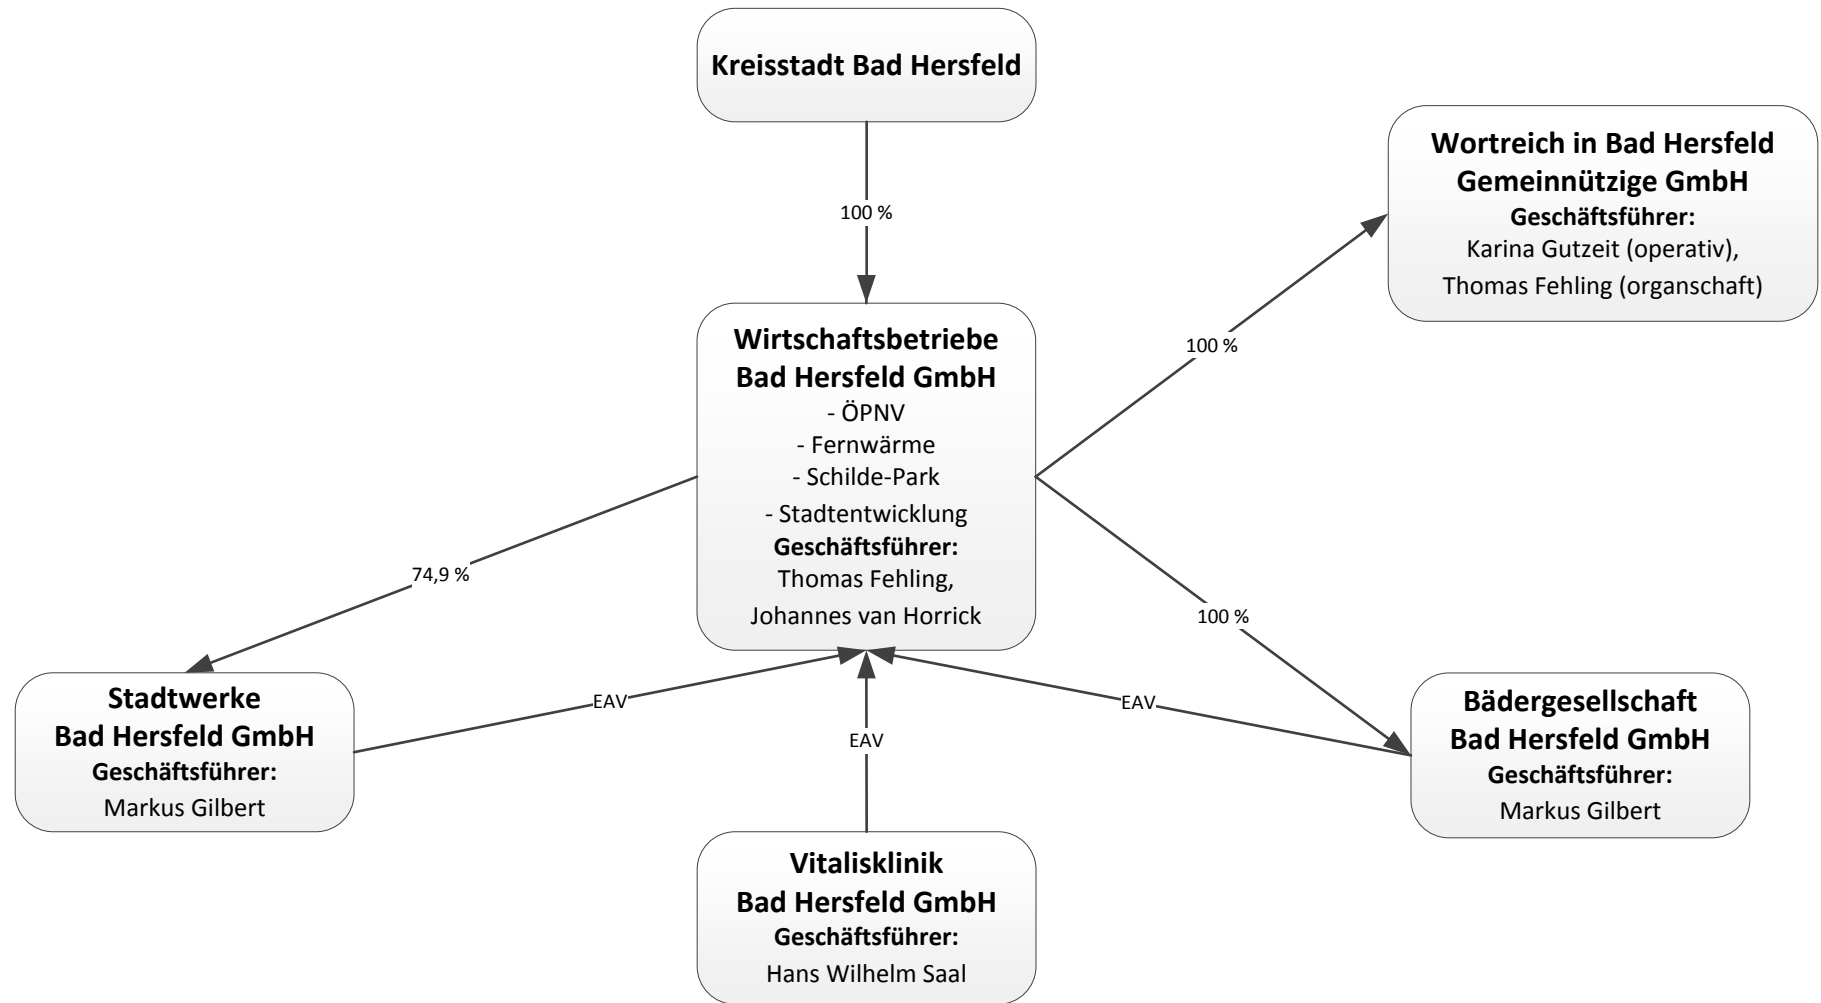 Kreisstadt Bad Hersfeld
100 %
Wortreich in Bad Hersfeld
Gemeinnützige GmbH
Geschäftsführer:
Karina Gutzeit (operativ),
Thomas Fehling (organschaft)
100 %
Wirtschaftsbetriebe
Bad Hersfeld GmbH
- ÖPNV
- Fernwärme
- Schilde-Park
- Stadtentwicklung
Geschäftsführer:
Thomas Fehling,
Johannes van Horrick
74,9 %
100 %
Stadtwerke
Bad Hersfeld GmbH
Geschäftsführer:
Markus Gilbert
EAV
EAV
EAV
Bädergesellschaft
Bad Hersfeld GmbH
Geschäftsführer:
Markus Gilbert
Vitalisklinik
Bad Hersfeld GmbH
Geschäftsführer:
Hans Wilhelm Saal